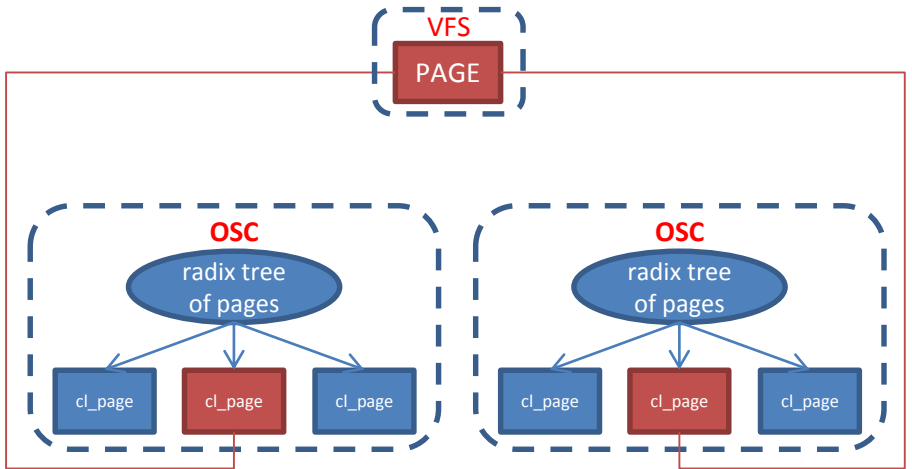 VFS
PAGE
OSC
radix tree
of pages
cl_page
cl_page
cl_page
OSC
radix tree
of pages
cl_page
cl_page
cl_page